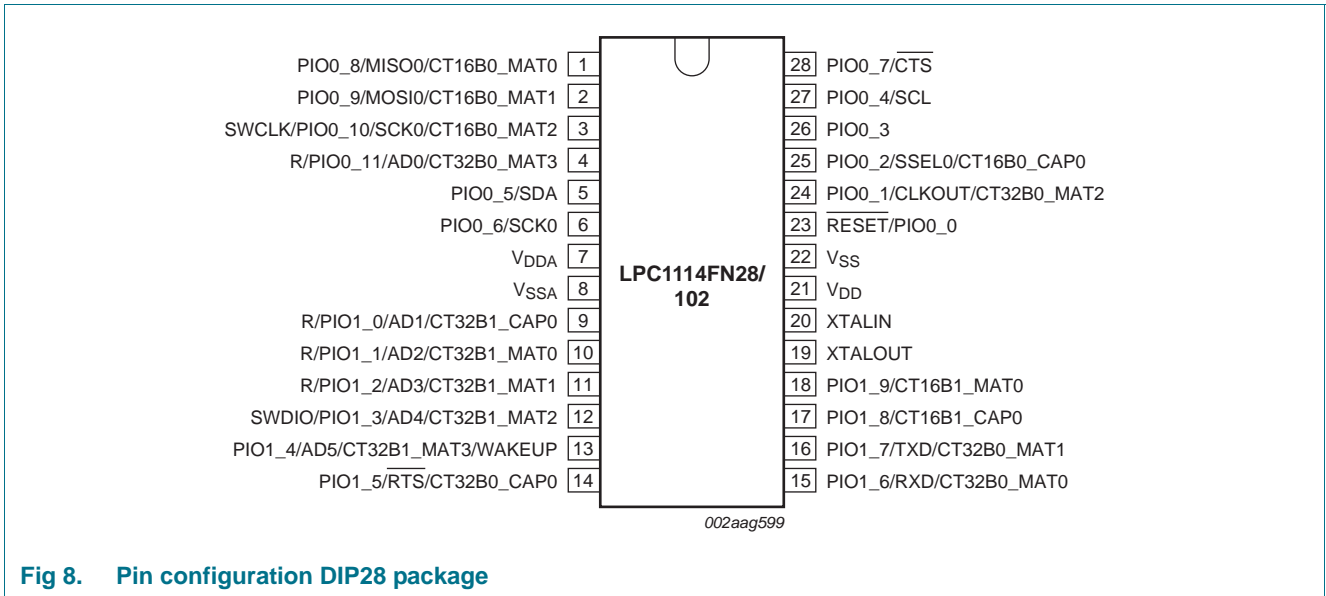 PIO0_8/MISO0/CT16B0_MAT0 1
PIO0_9/MOSI0/CT16B0_MAT1 2
SWCLK/PIO0_10/SCK0/CT16B0_MAT2 3
R/PIO0_11/AD0/CT32B0_MAT3 4
PIO0_5/SDA 5
PIO0_6/SCK0 6
VDDA 7
VSSA 8
R/PIO1_0/AD1/CT32B1_CAP0 9
R/PIO1_1/AD2/CT32B1_MAT0 10
R/PIO1_2/AD3/CT32B1_MAT1 11
SWDIO/PIO1_3/AD4/CT32B1_MAT2 12
PIO1_4/AD5/CT32B1_MAT3/WAKEUP 13
PIO1_5/RTS/CT32B0_CAP0 14
LPC1114FN28/
102
28 PIO0_7/CTS
27 PIO0_4/SCL
26 PIO0_3
25 PIO0_2/SSEL0/CT16B0_CAP0
24 PIO0_1/CLKOUT/CT32B0_MAT2
23 RESET/PIO0_0
22 VSS
21 VDD
20 XTALIN
19 XTALOUT
18 PIO1_9/CT16B1_MAT0
17 PIO1_8/CT16B1_CAP0
16 PIO1_7/TXD/CT32B0_MAT1
15 PIO1_6/RXD/CT32B0_MAT0
002aag599
Fig 8. Pin configuration DIP28 package